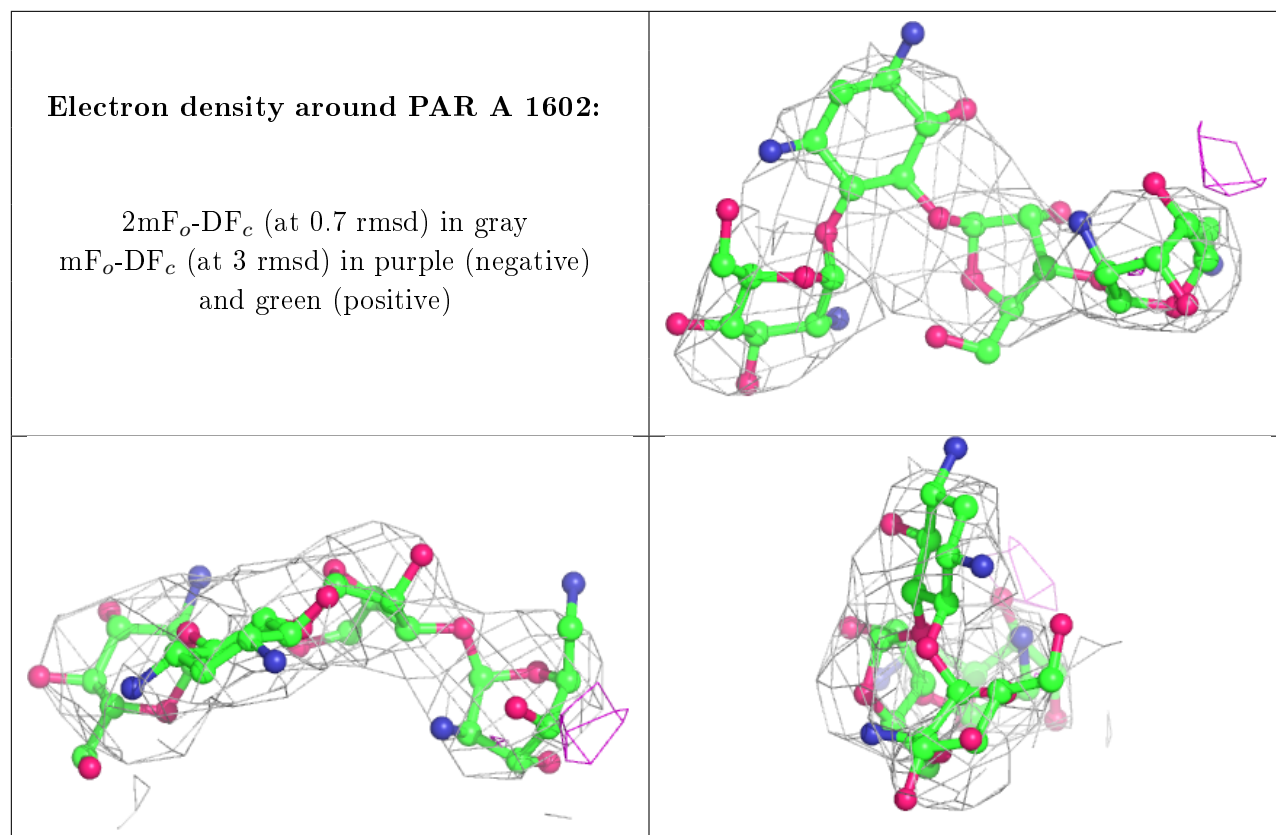 Electron density around PAR A 1602:
2mFₒ-DF𝒸 (at 0.7 rmsd) in gray
mFₒ-DF𝒸 (at 3 rmsd) in purple (negative)
and green (positive)